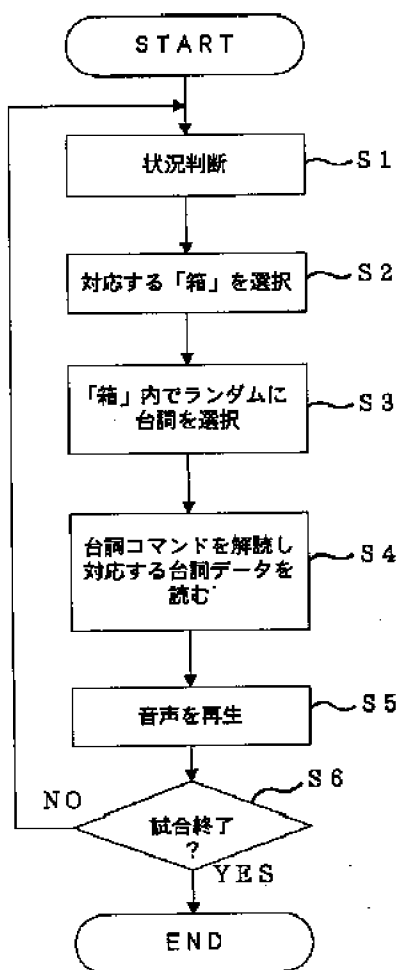 START
状況判断
S1
対応する「箱」を選択
S2
「箱」内でランダムに
台詞を選択
S3
台詞コマンドを解読し
対応する台詞データを
読む
S4
音声を再生
S5
S6
NO
試合終了
?
YES
END